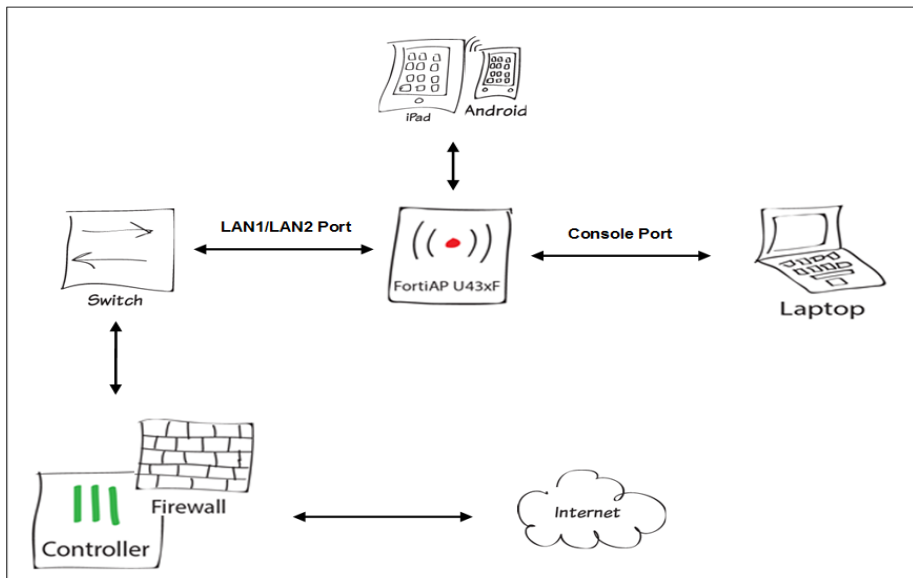 iPad
Android
LAN1/LAN2 Port
Console Port
FortiAP U43xF
Switch
Laptop
Firewall
Controller
Internet